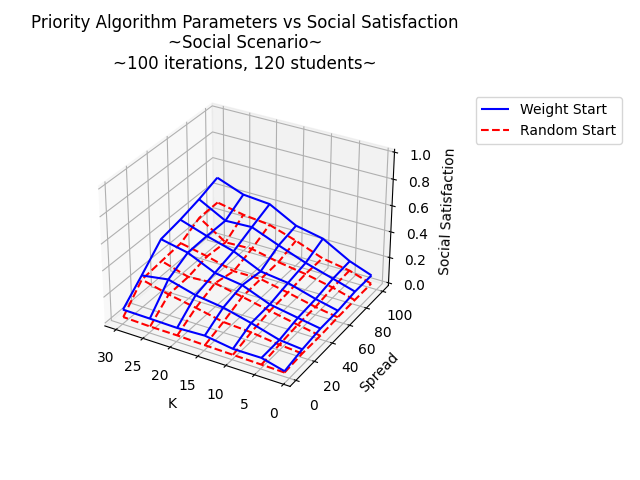 Priority Algorithm Parameters vs Social Satisfaction
~Social Scenario~
~100 iterations, 120 students~
Weight Start
Random Start
1.0
0.8
0.6
0.4
0.2
0.0
Social Satisfaction
100
80
60
40
20
0
Spread
30
25
20
15
10
5
0
K